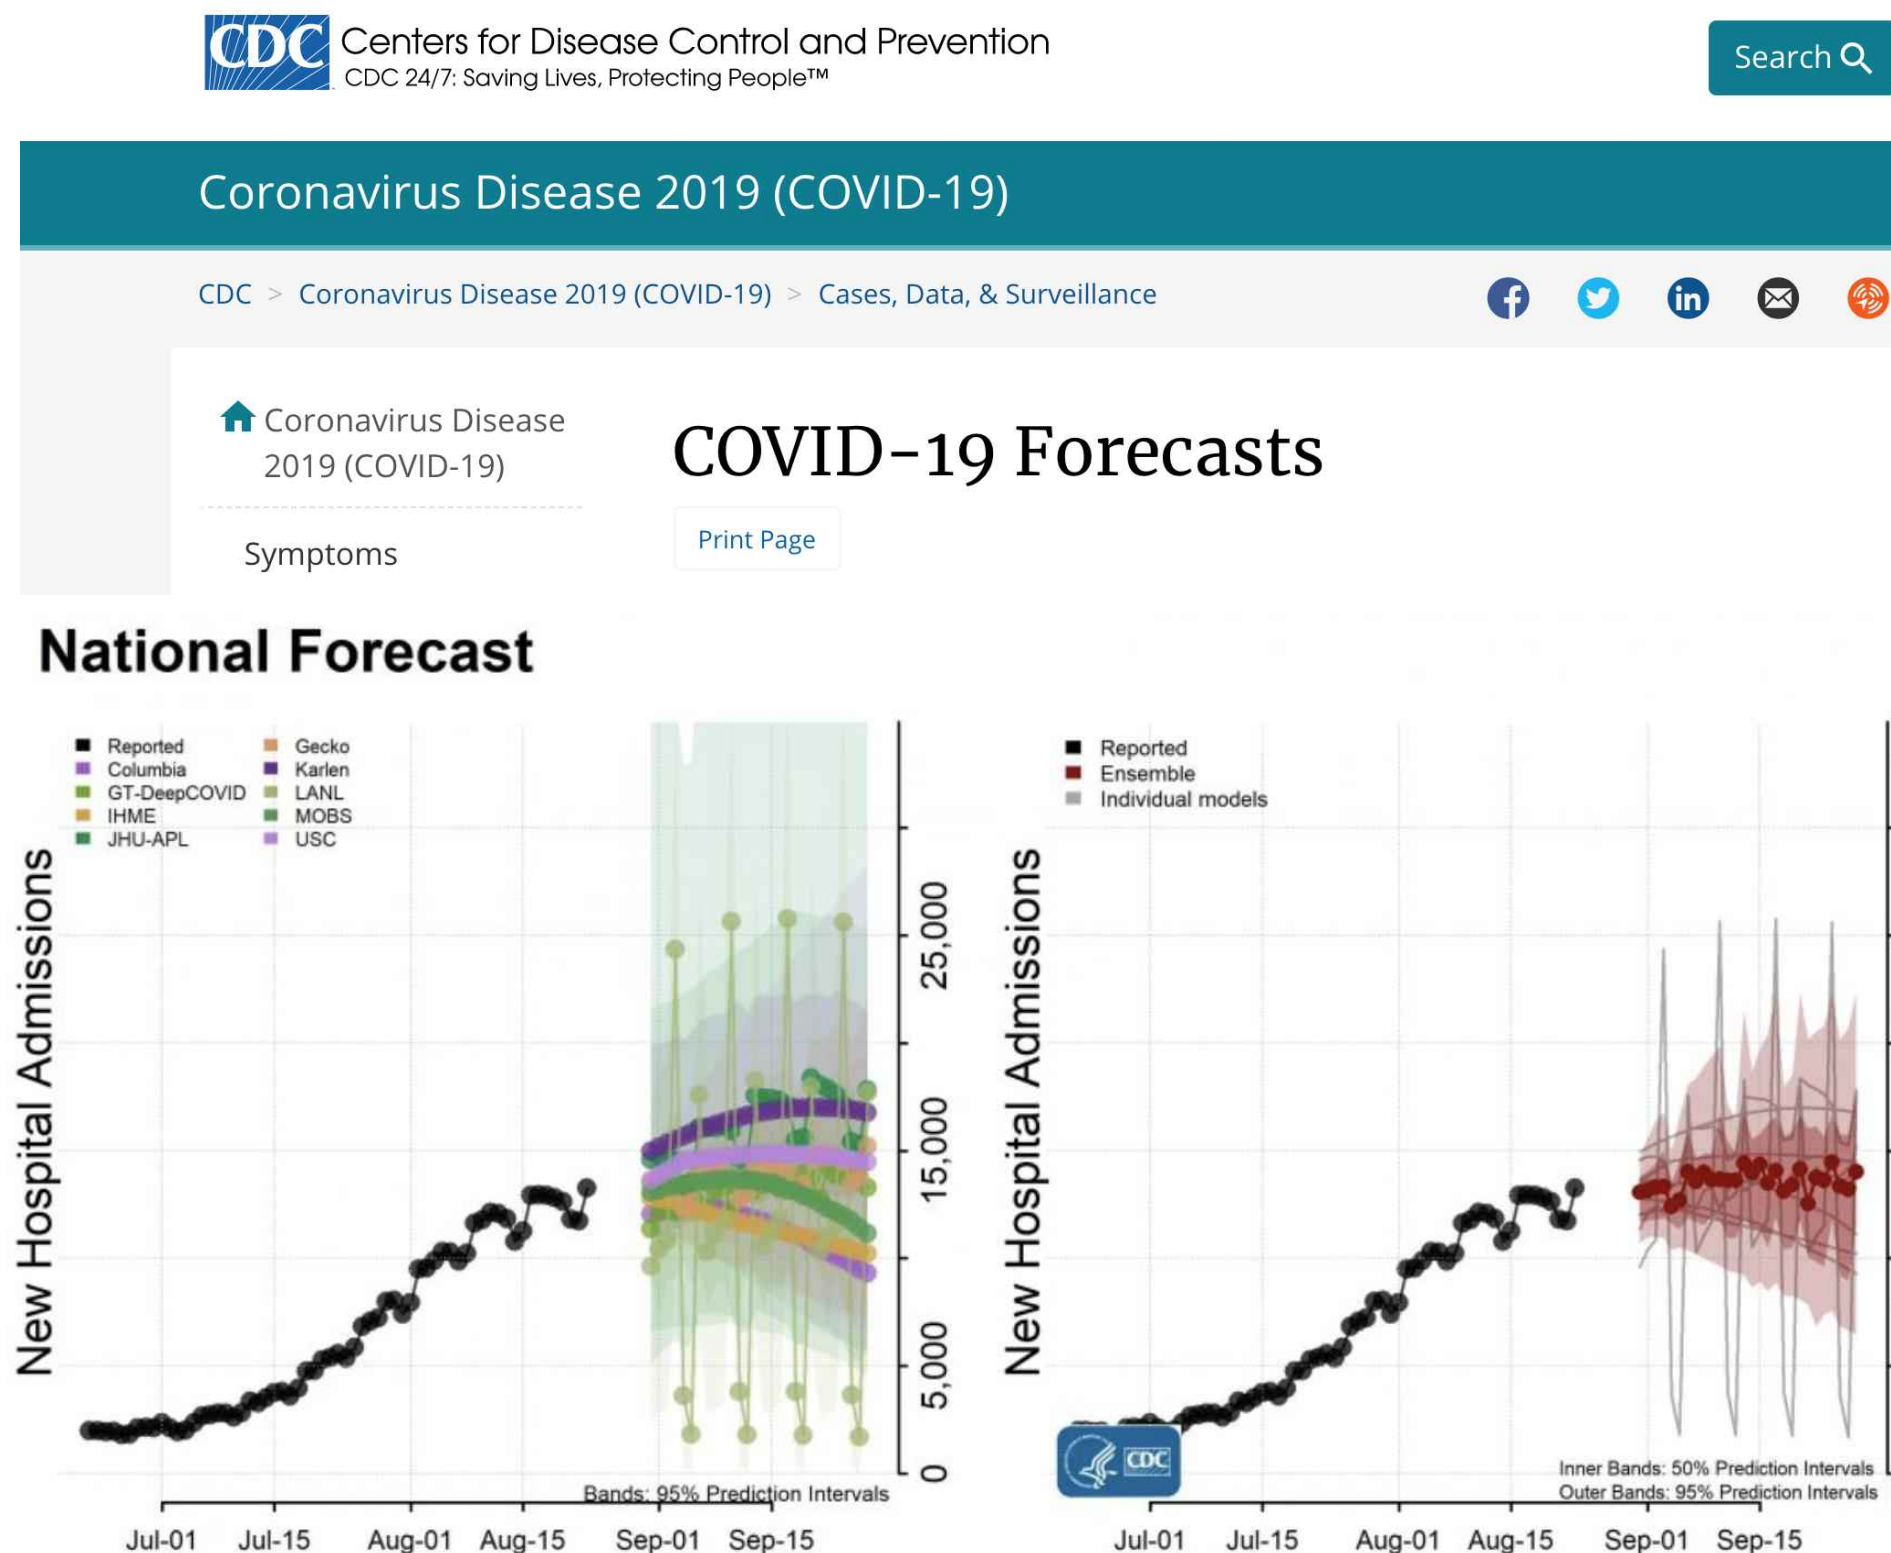 CDC Centers for Disease Control and Prevention
CDC 24/7: Saving Lives, Protecting People™
Search
Coronavirus Disease 2019 (COVID-19)
CDC > Coronavirus Disease 2019 (COVID-19) > Cases, Data, & Surveillance
Coronavirus Disease
2019 (COVID-19)
Symptoms
COVID-19 Forecasts
Print Page
National Forecast
New Hospital Admissions
Reported
Columbia
GT-DeepCOVID
IHME
JHU-APL
Gecko
Karlen
LANL
MOBS
USC
25,000
15,000
5,000
0
Bands: 95% Prediction Intervals
Jul-01 Jul-15 Aug-01 Aug-15 Sep-01 Sep-15
New Hospital Admissions
Reported
Ensemble
Individual models
CDC
Inner Bands: 50% Prediction Intervals
Outer Bands: 95% Prediction Intervals
Jul-01 Jul-15 Aug-01 Aug-15 Sep-01 Sep-15